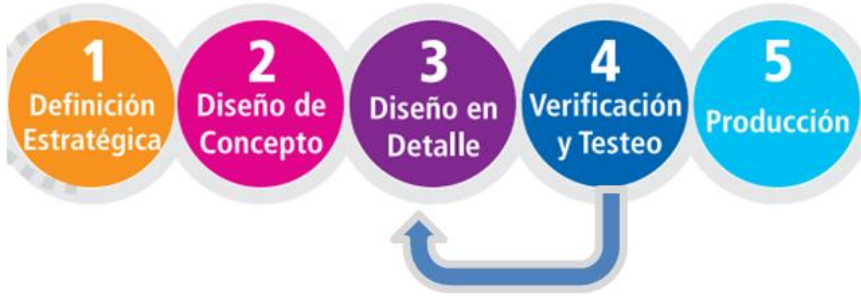 1
Definición
Estratégica
2
Diseño de
Concepto
3
Diseño en
Detalle
4
Verificación
y Testeo
5
Producción